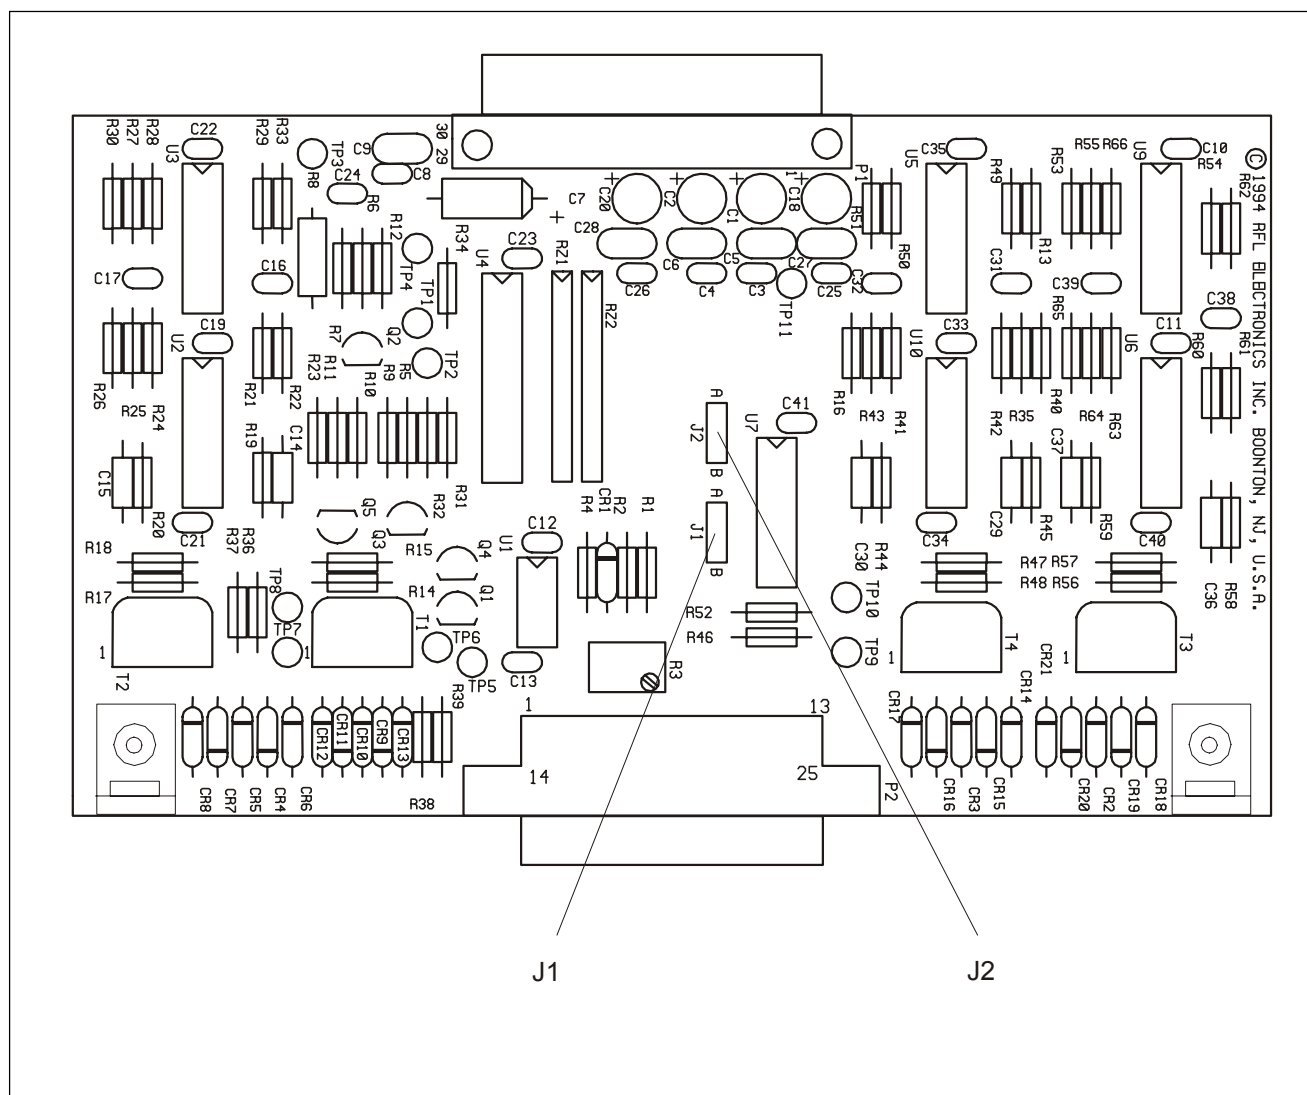 R30
R27
R28
C22
U3
R29
R33
TP3
R8
C9
C8
C24
R6
30
29
C7
R12
R34
TP4
TP1
U4
C23
RZ1
RZ2
C20
C2
C1
C18
1
P1
C28
C6
C5
C27
R51
C26
C4
C3
C25
C32
TP11
R50
C35
U5
R49
R53
R55
R66
U9
C10
R54
R62
C 1994 RFL BLBCTRONICS INC. BOONTON, NJ, U.S.A.
C17
C16
R13
C31
C39
C38
U2
C19
R7
Q2
TP2
R23
R11
R10
R9
R5
U10
C33
R65
U6
C11
R60
R61
R26
R25
R24
R21
R22
R19
C14
C15
A
J2
B
A
J1
B
U7
C41
R16
R43
R41
R42
R35
R40
R64
R63
C37
R20
C21
R37
R36
Q5
Q3
R32
R15
R31
Q4
U1
C12
R4
CR1
R2
R1
C34
C29
R45
R59
C40
R18
R17
TP8
TP7
R14
Q1
T1
TP6
TP5
C13
R3
R52
R46
C30
R44
TP10
TP9
R47
R57
R48
R56
C36
R58
1
T2
1
1
T4
1
T3
R39
1
13
14
25
P2
CR17
CR14
CR21
CR12
CR11
CR10
CR9
CR13
CR8
CR7
CR5
CR4
CR6
R38
CR16
CR3
CR15
CR20
CR2
CR19
CR18
J1
J2